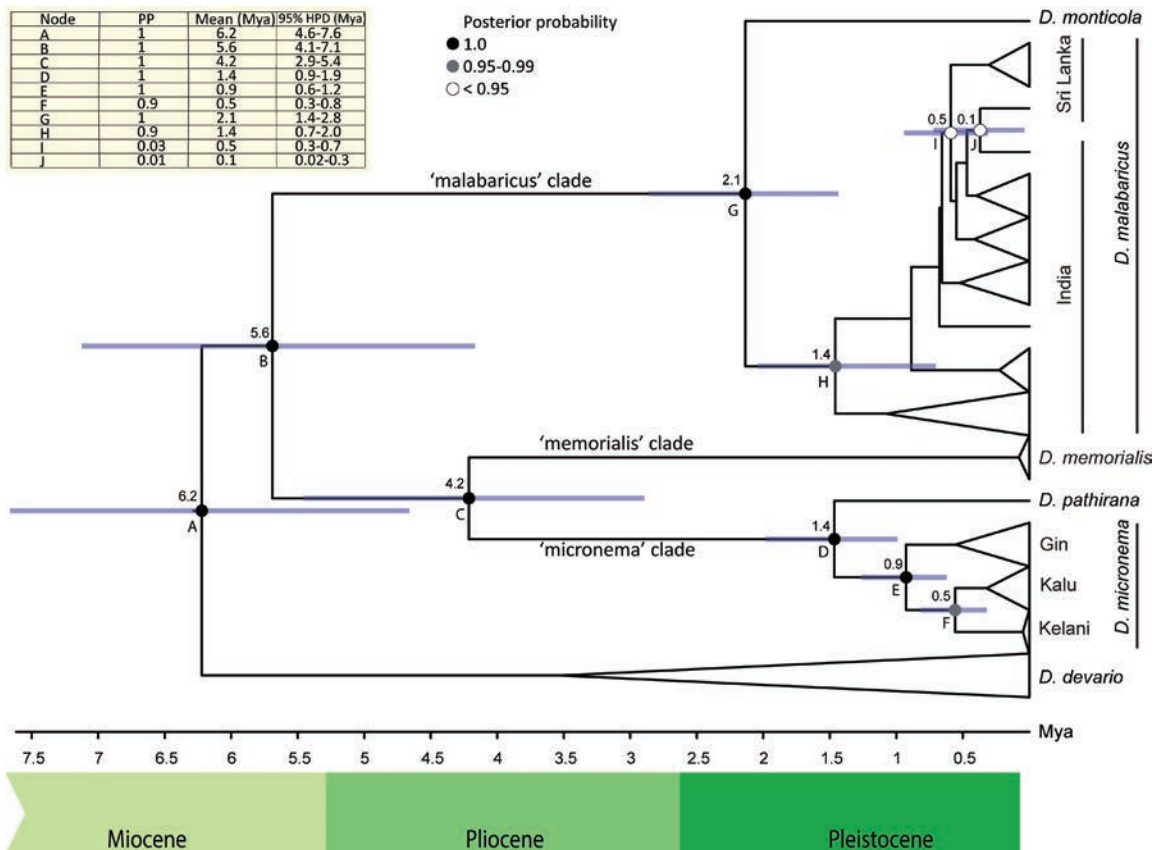 Node PP Mean (Mya) 95% HPD (Mya)
A 1 6.2 4.6-7.6
B 1 5.6 4.1-7.1
C 1 4.2 2.9-5.4
D 1 1.4 0.9-1.9
E 1 0.9 0.6-1.2
F 0.9 0.5 0.3-0.8
G 1 2.1 1.4-2.8
H 0.9 1.4 0.7-2.0
I 0.03 0.5 0.3-0.7
J 0.01 0.1 0.02-0.3
Posterior probability
1.0
0.95-0.99
< 0.95
D. monticola
Sri Lanka
India
D. malabaricus
0.5
I
0.1
J
'malabaricus' clade
2.1
G
5.6
B
1.4
H
'memorialis' clade
D. memorialis
4.2
C
6.2
A
'micronema' clade
D. pathirana
1.4
D
Gin
0.9
E
Kalu
0.5
F
Kelani
D. micronema
D. devario
Mya
7.5 7 6.5 6 5.5 5 4.5 4 3.5 3 2.5 2 1.5 1 0.5
Miocene Pliocene Pleistocene